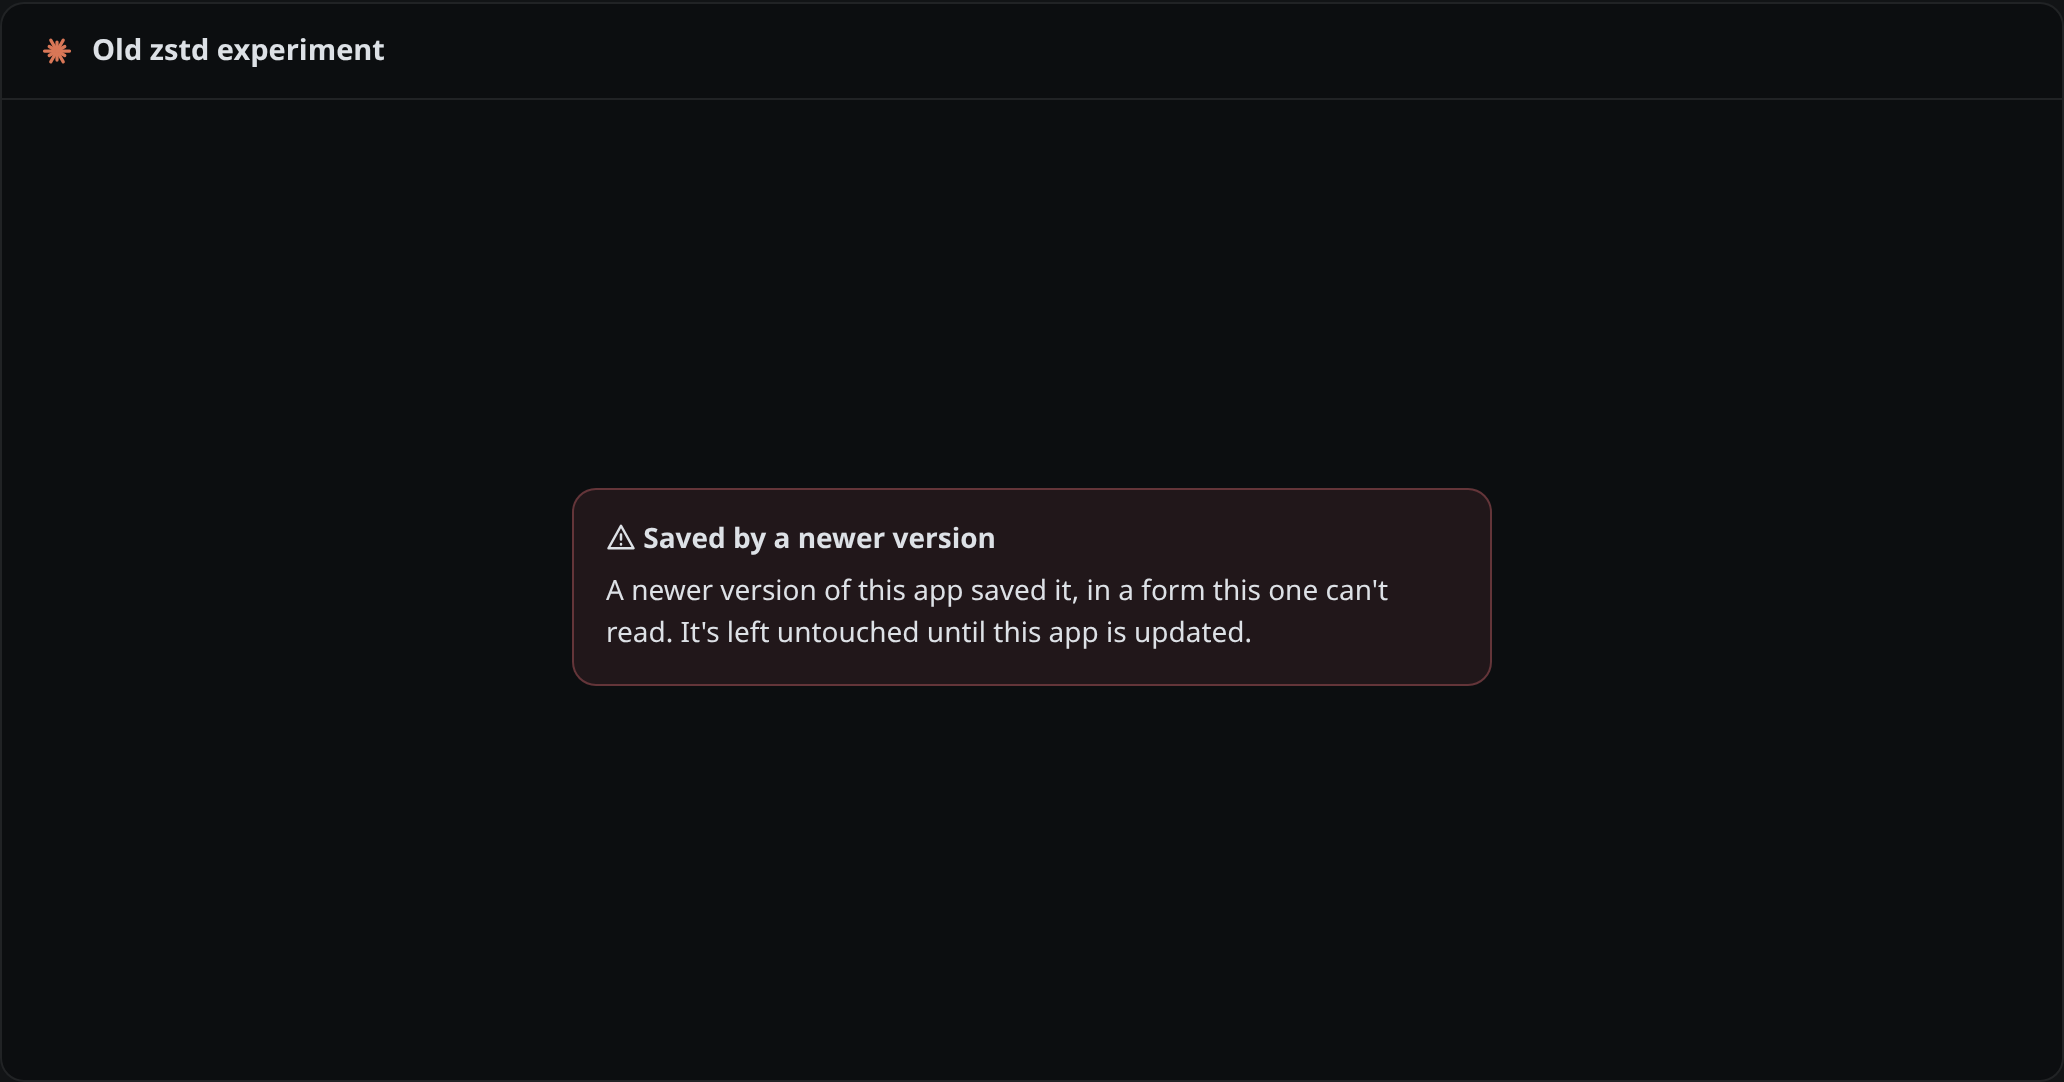 Old zstd experiment
Saved by a newer version
A newer version of this app saved it, in a form this one can't
read. It's left untouched until this app is updated.